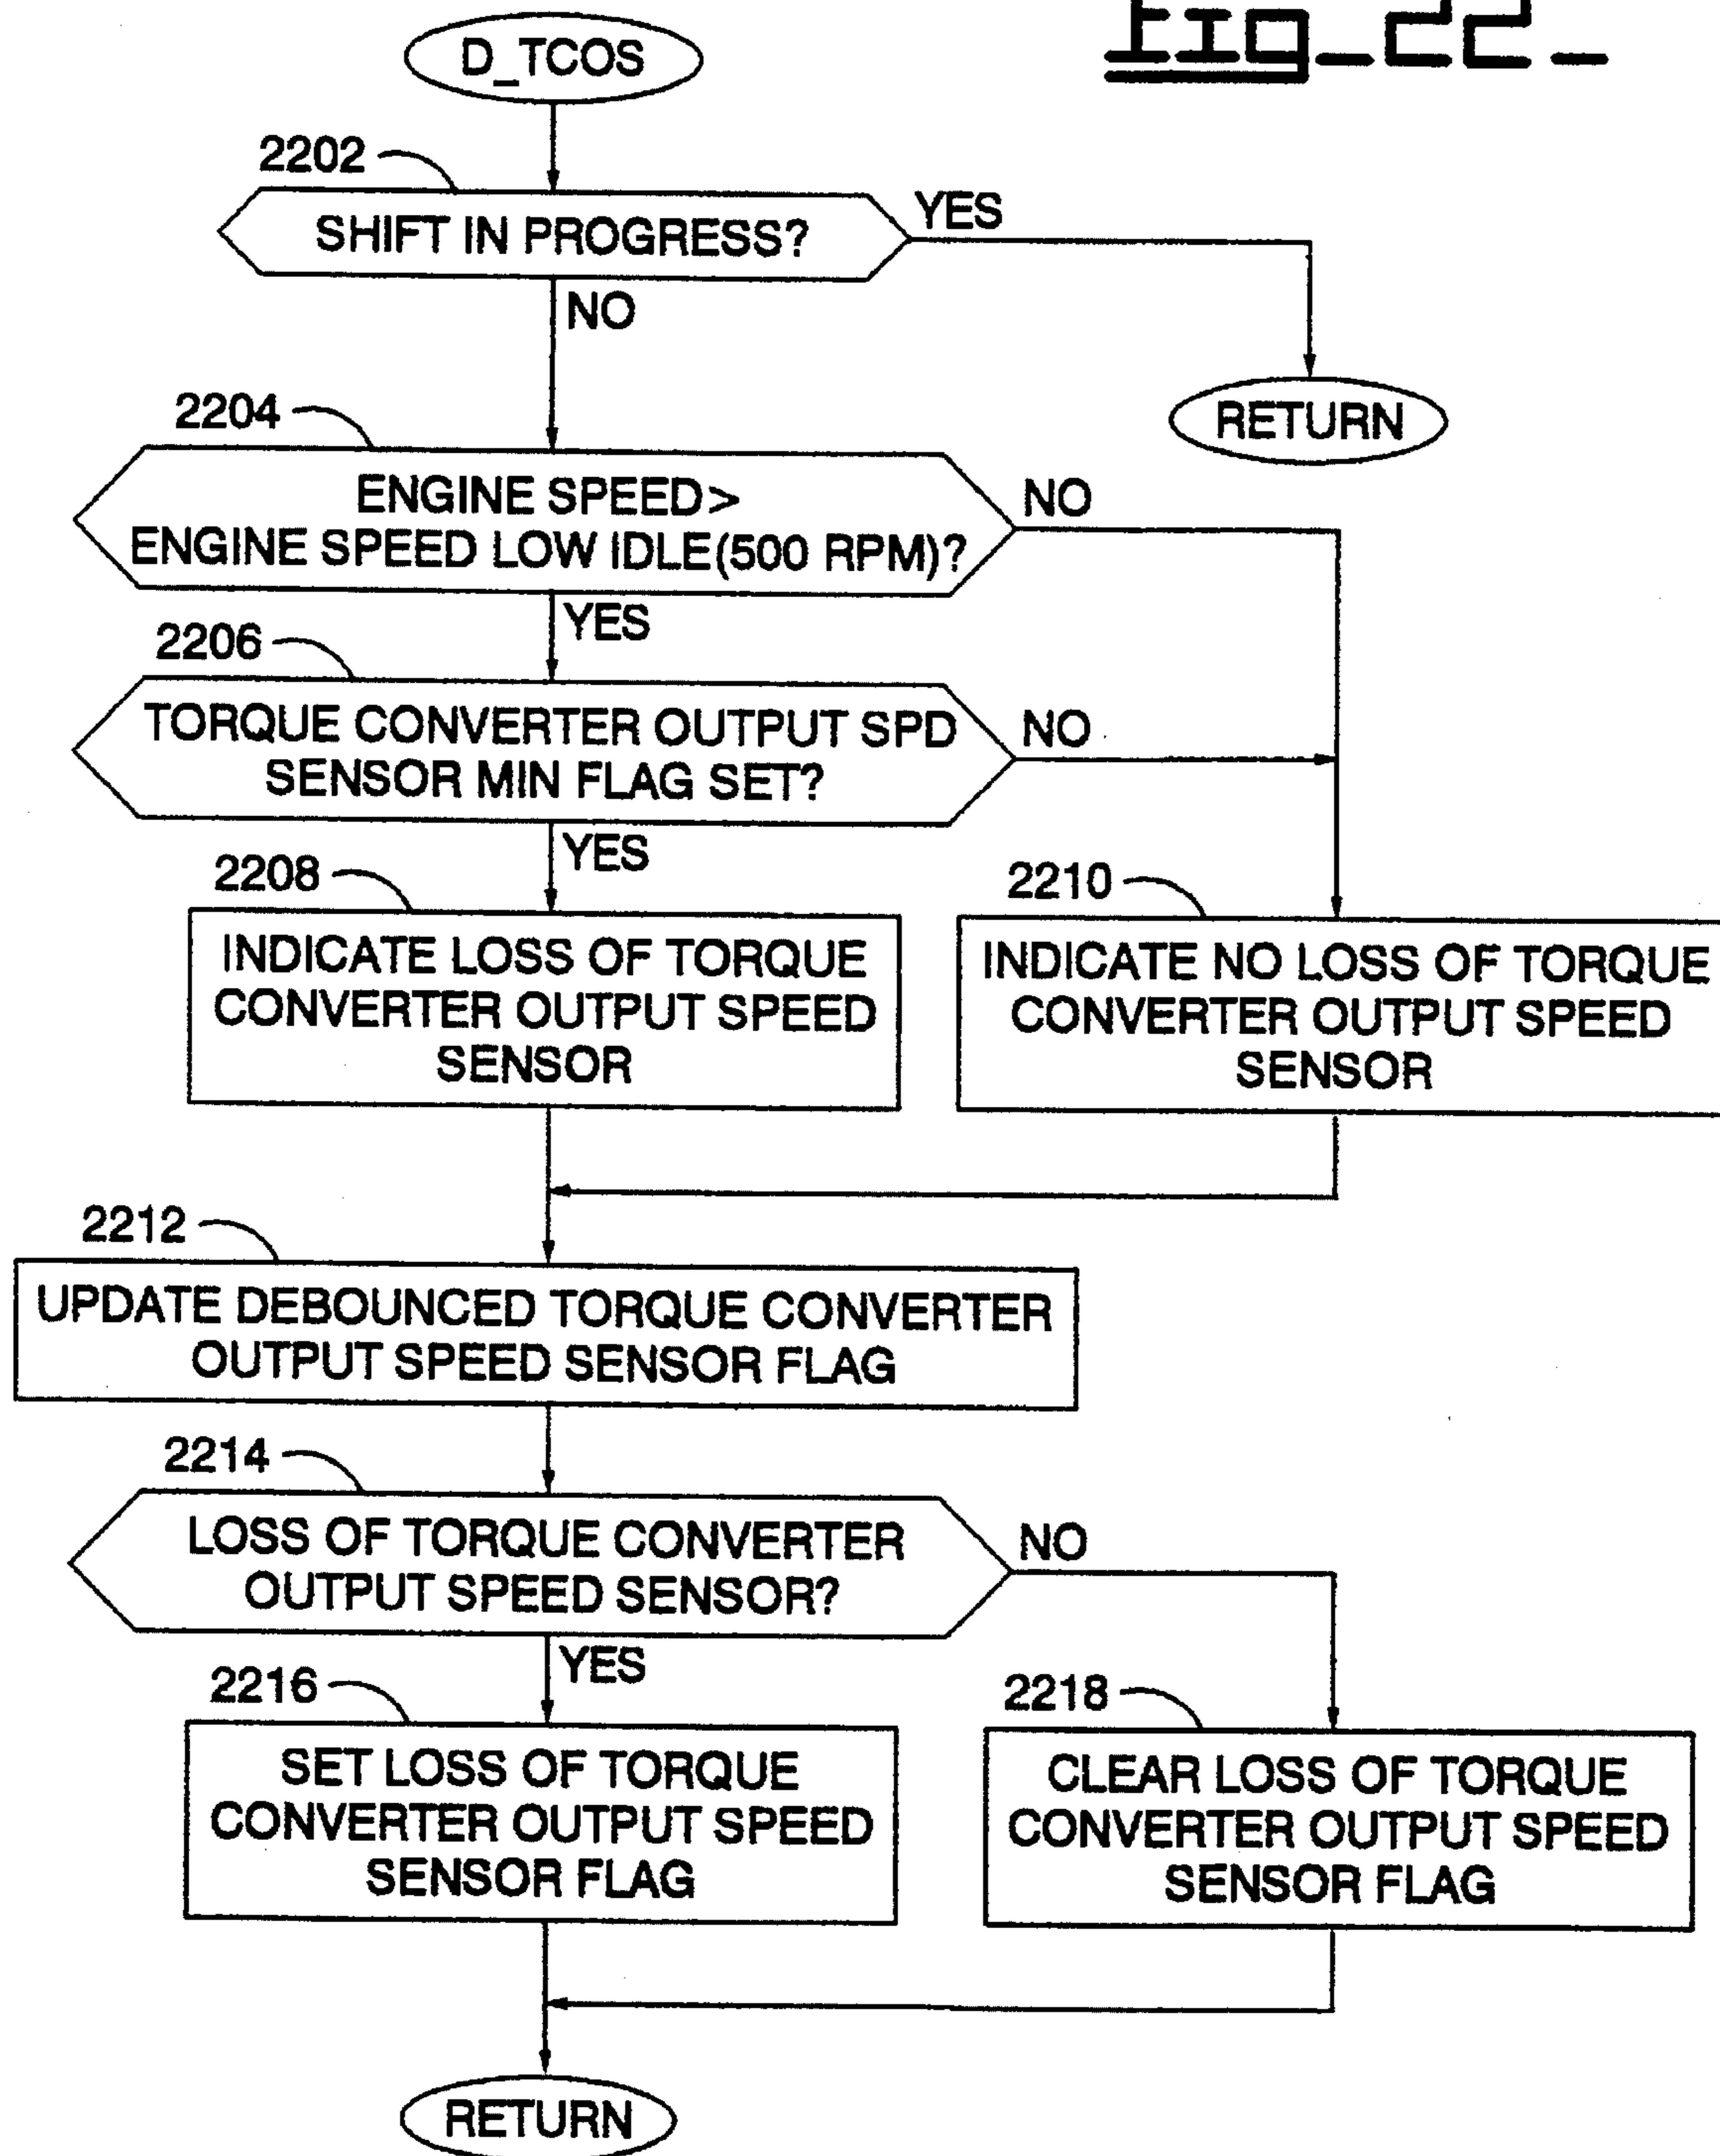 Fig_22_
D_TCOS
2202
SHIFT IN PROGRESS?
YES
NO
RETURN
2204
ENGINE SPEED>
ENGINE SPEED LOW IDLE(500 RPM)?
NO
YES
2206
TORQUE CONVERTER OUTPUT SPD
SENSOR MIN FLAG SET?
NO
YES
2208
INDICATE LOSS OF TORQUE
CONVERTER OUTPUT SPEED
SENSOR
2210
INDICATE NO LOSS OF TORQUE
CONVERTER OUTPUT SPEED
SENSOR
2212
UPDATE DEBOUNCED TORQUE CONVERTER
OUTPUT SPEED SENSOR FLAG
2214
LOSS OF TORQUE CONVERTER
OUTPUT SPEED SENSOR?
NO
YES
2216
SET LOSS OF TORQUE
CONVERTER OUTPUT SPEED
SENSOR FLAG
2218
CLEAR LOSS OF TORQUE
CONVERTER OUTPUT SPEED
SENSOR FLAG
RETURN